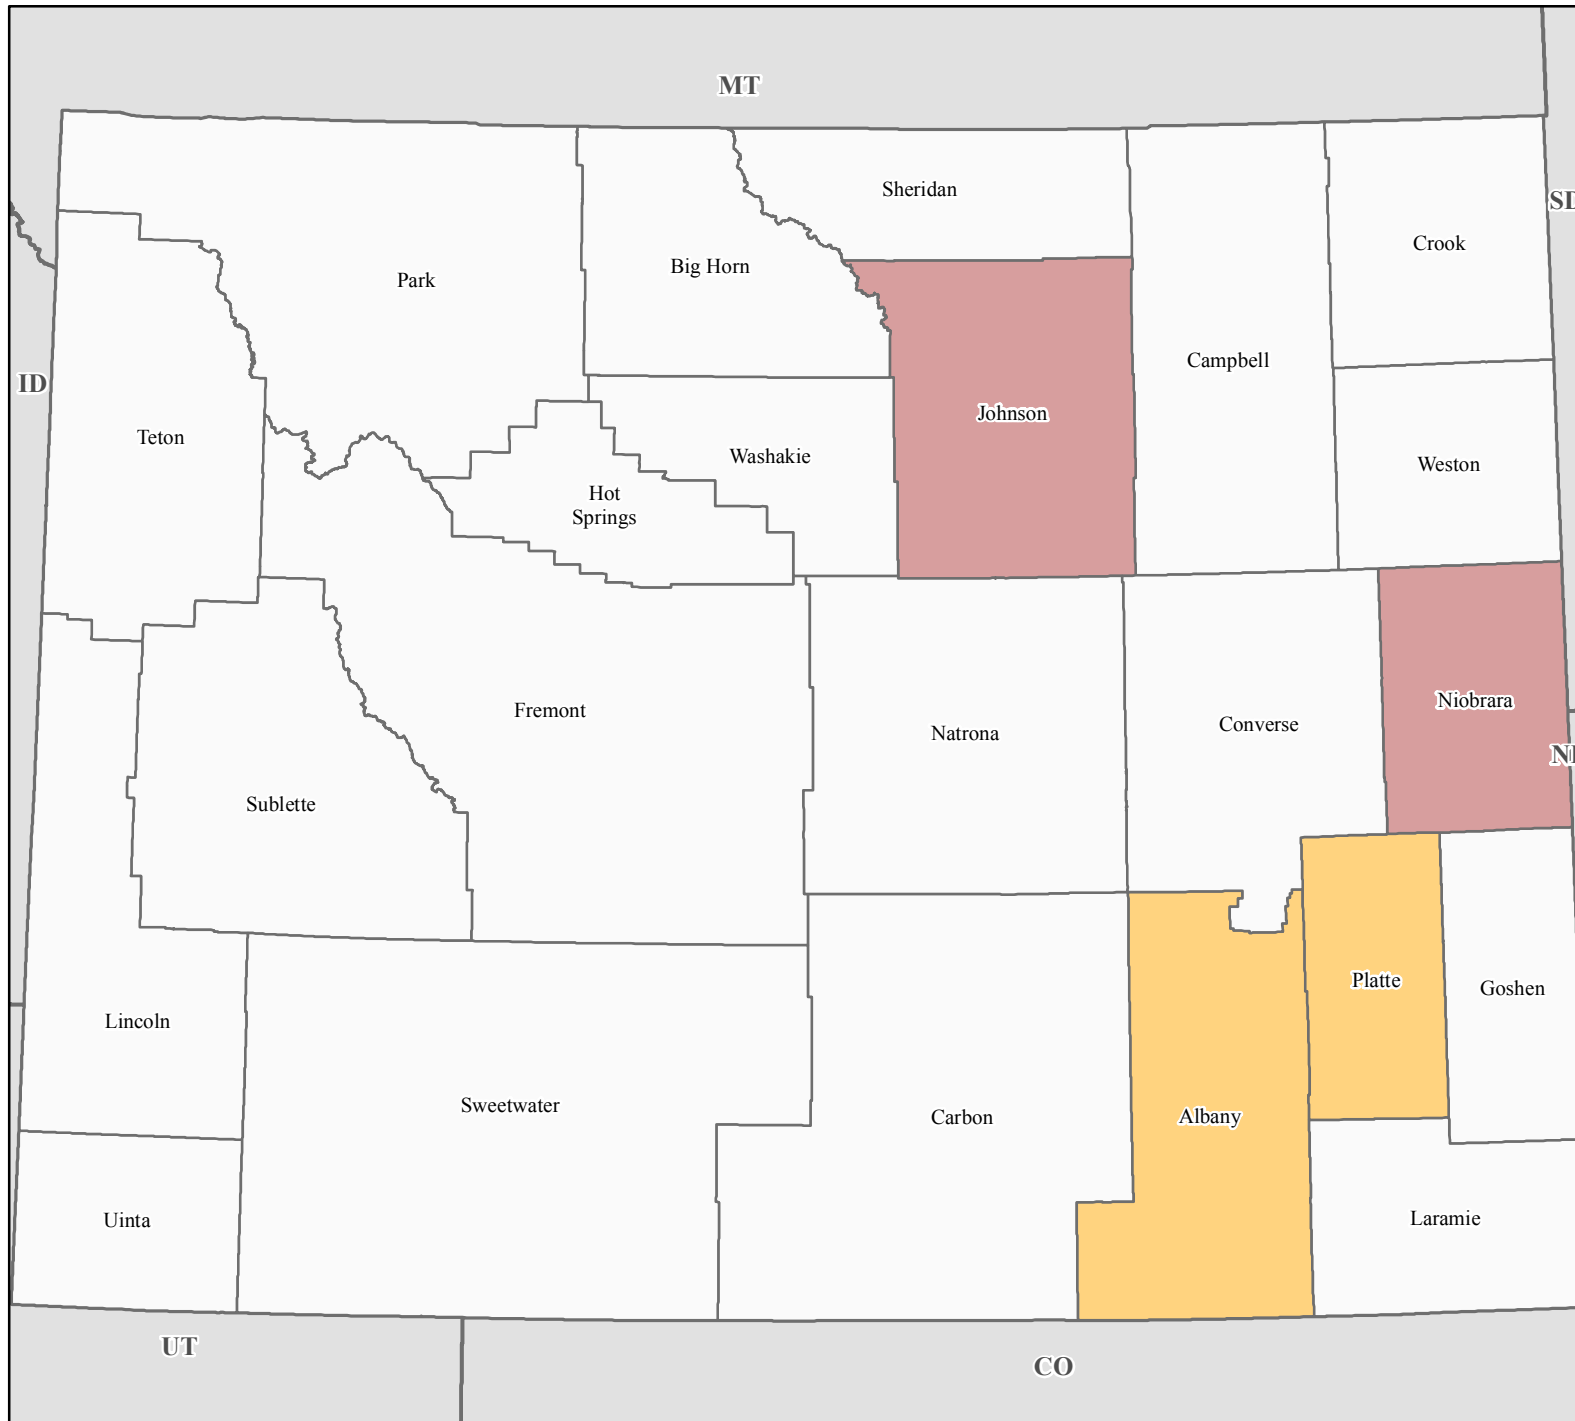 MT
Sheridan
SD
Crook
Big Horn
Park
Campbell
ID
Johnson
Teton
Washakie
Weston
Hot
Springs
Niobrara
Fremont
Converse
Natrona
Sublette
Platte
Goshen
Lincoln
Sweetwater
Carbon
Albany
Uinta
Laramie
UT
CO